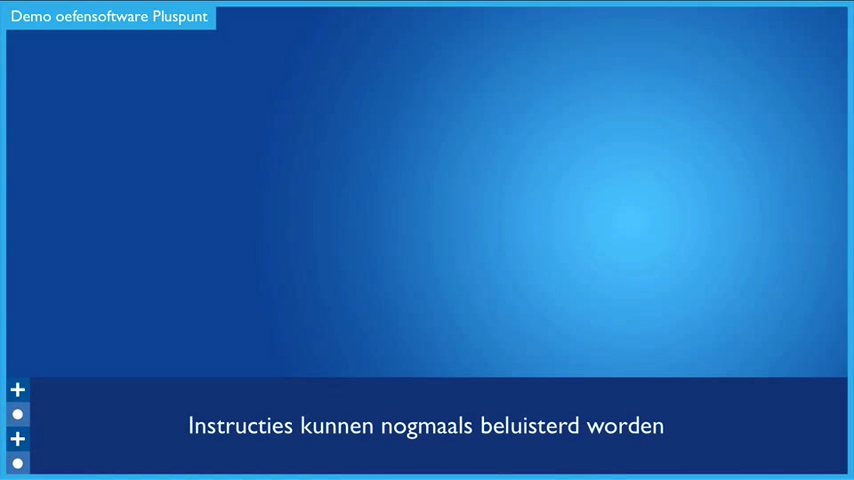 Demo oefensoftware Pluspunt
Instructies kunnen nogmaals beluisterd worden